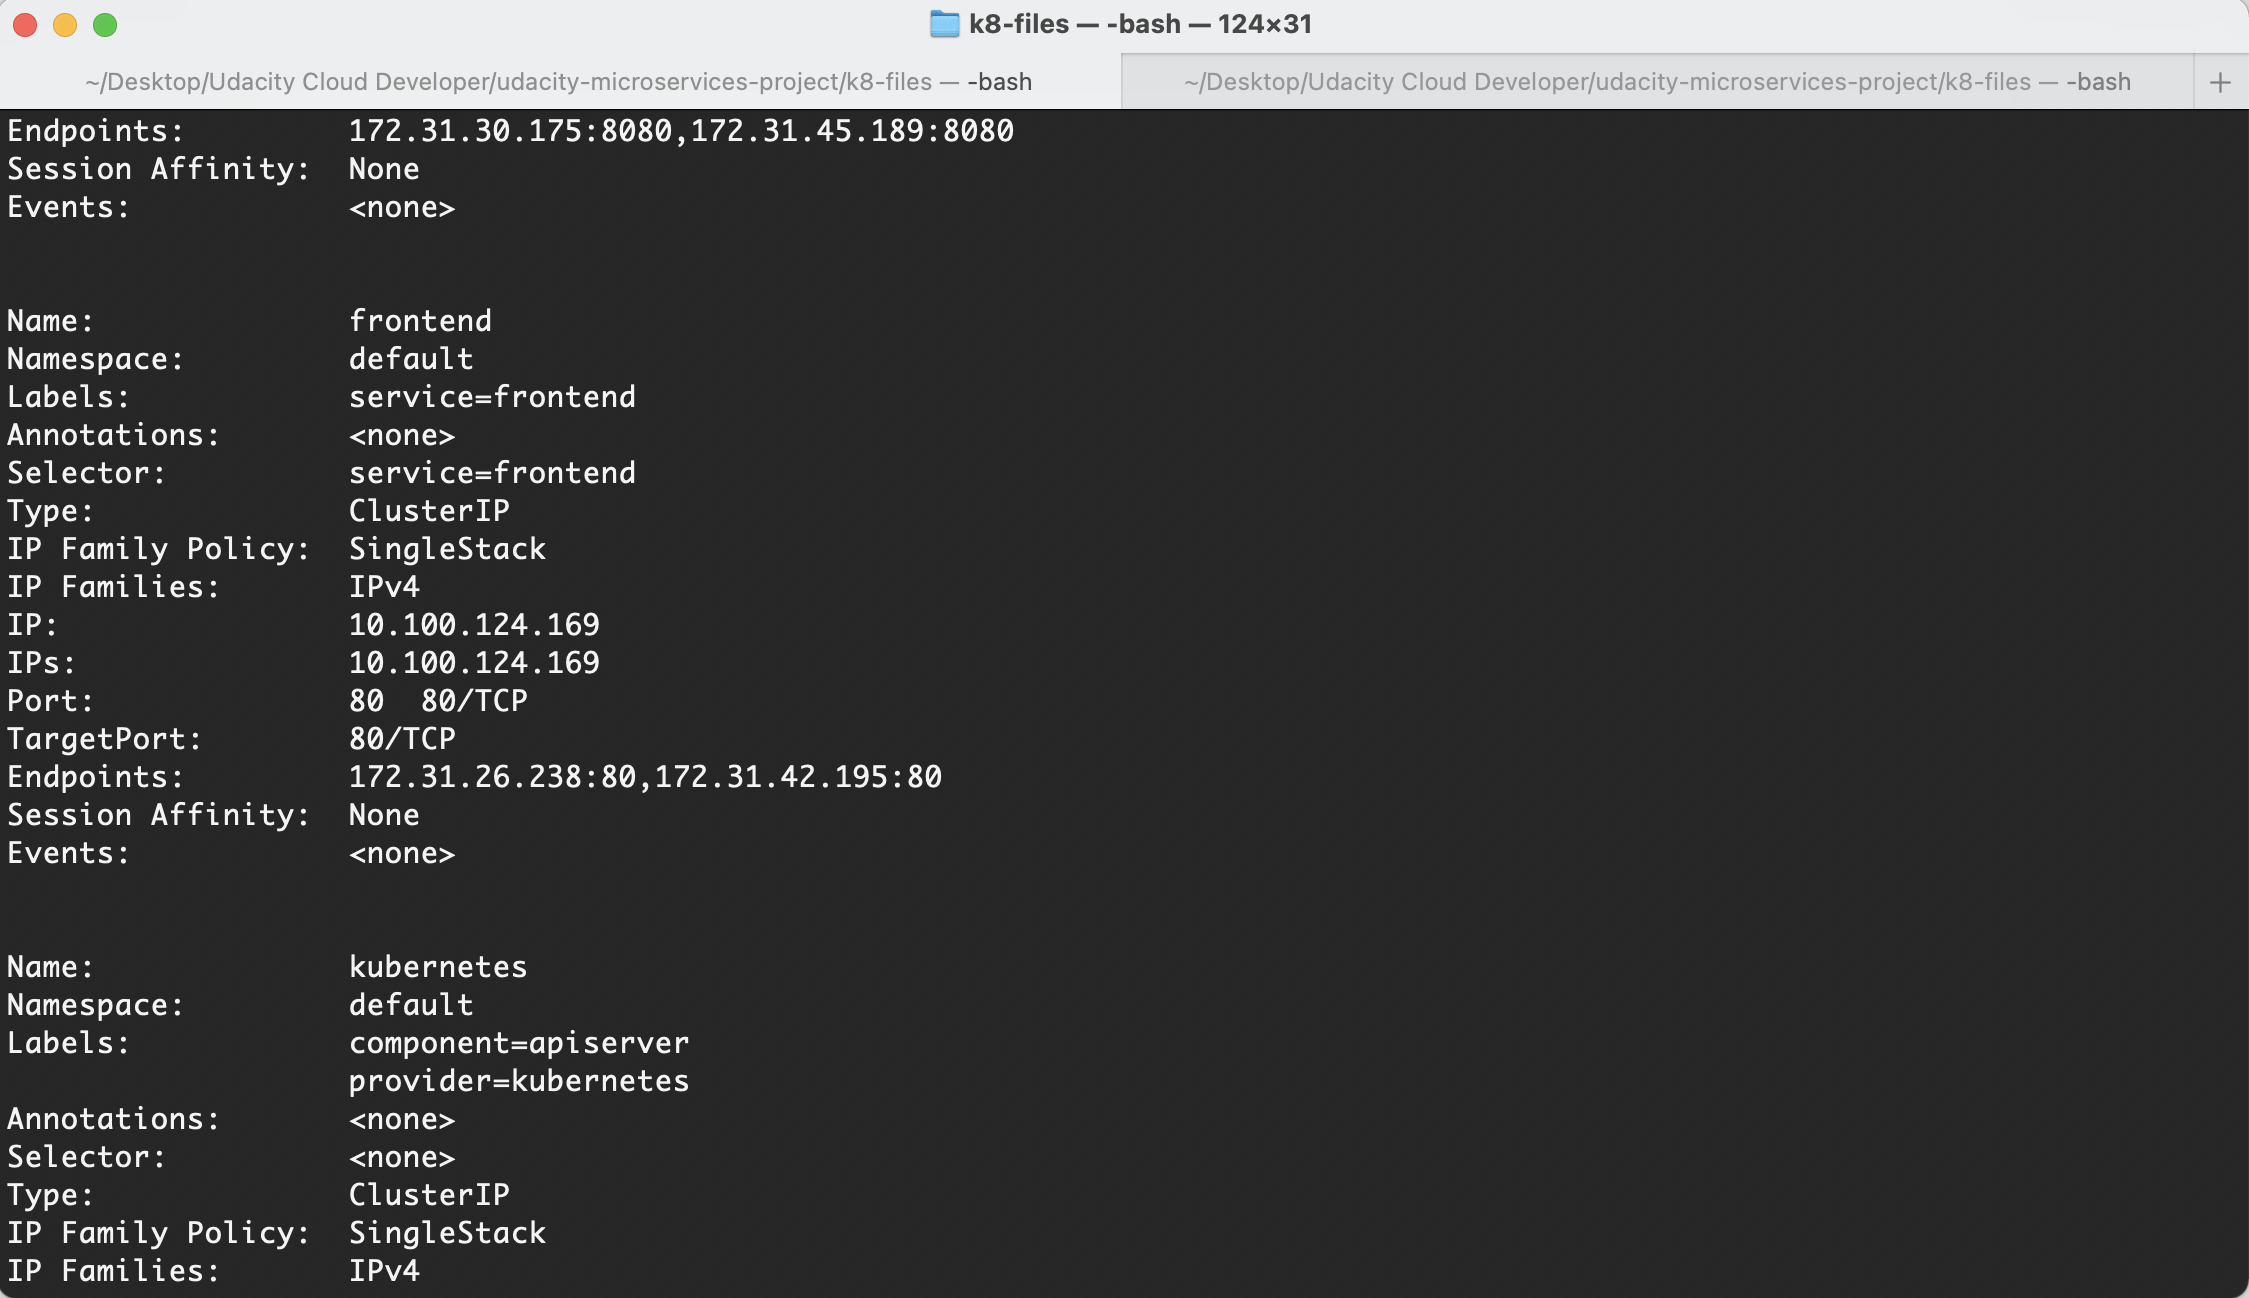 k8-files — -bash — 124×31
~/Desktop/Udacity Cloud Developer/udacity-microservices-project/k8-files — -bash
~/Desktop/Udacity Cloud Developer/udacity-microservices-project/k8-files — -bash
+
Endpoints:         172.31.30.175:8080,172.31.45.189:8080
Session Affinity:  None
Events:            <none>
Name:              frontend
Namespace:         default
Labels:            service=frontend
Annotations:       <none>
Selector:          service=frontend
Type:              ClusterIP
IP Family Policy:  SingleStack
IP Families:       IPv4
IP:                10.100.124.169
IPs:               10.100.124.169
Port:              80  80/TCP
TargetPort:        80/TCP
Endpoints:         172.31.26.238:80,172.31.42.195:80
Session Affinity:  None
Events:            <none>
Name:              kubernetes
Namespace:         default
Labels:            component=apiserver
                   provider=kubernetes
Annotations:       <none>
Selector:          <none>
Type:              ClusterIP
IP Family Policy:  SingleStack
IP Families:       IPv4